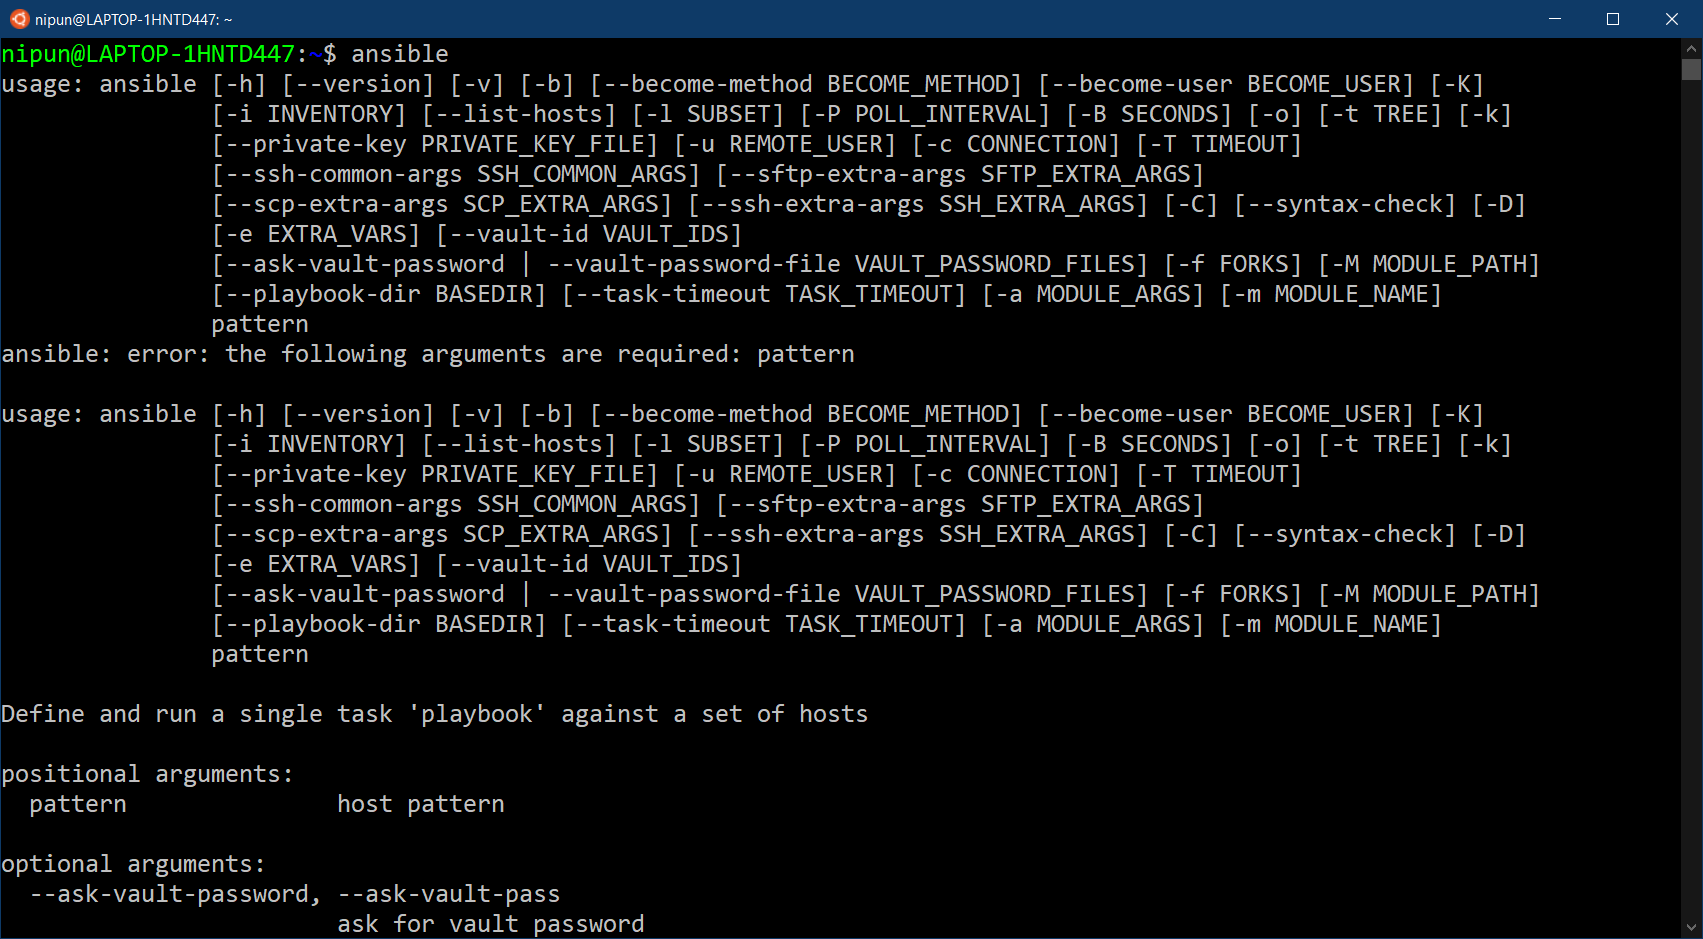 nipun@LAPTOP-1HNTD447: ~
nipun@LAPTOP-1HNTD447:~$ ansible
usage: ansible [-h] [--version] [-v] [-b] [--become-method BECOME_METHOD] [--become-user BECOME_USER] [-K]
               [-i INVENTORY] [--list-hosts] [-l SUBSET] [-P POLL_INTERVAL] [-B SECONDS] [-o] [-t TREE] [-k]
               [--private-key PRIVATE_KEY_FILE] [-u REMOTE_USER] [-c CONNECTION] [-T TIMEOUT]
               [--ssh-common-args SSH_COMMON_ARGS] [--sftp-extra-args SFTP_EXTRA_ARGS]
               [--scp-extra-args SCP_EXTRA_ARGS] [--ssh-extra-args SSH_EXTRA_ARGS] [-C] [--syntax-check] [-D]
               [-e EXTRA_VARS] [--vault-id VAULT_IDS]
               [--ask-vault-password | --vault-password-file VAULT_PASSWORD_FILES] [-f FORKS] [-M MODULE_PATH]
               [--playbook-dir BASEDIR] [--task-timeout TASK_TIMEOUT] [-a MODULE_ARGS] [-m MODULE_NAME]
               pattern
ansible: error: the following arguments are required: pattern

usage: ansible [-h] [--version] [-v] [-b] [--become-method BECOME_METHOD] [--become-user BECOME_USER] [-K]
               [-i INVENTORY] [--list-hosts] [-l SUBSET] [-P POLL_INTERVAL] [-B SECONDS] [-o] [-t TREE] [-k]
               [--private-key PRIVATE_KEY_FILE] [-u REMOTE_USER] [-c CONNECTION] [-T TIMEOUT]
               [--ssh-common-args SSH_COMMON_ARGS] [--sftp-extra-args SFTP_EXTRA_ARGS]
               [--scp-extra-args SCP_EXTRA_ARGS] [--ssh-extra-args SSH_EXTRA_ARGS] [-C] [--syntax-check] [-D]
               [-e EXTRA_VARS] [--vault-id VAULT_IDS]
               [--ask-vault-password | --vault-password-file VAULT_PASSWORD_FILES] [-f FORKS] [-M MODULE_PATH]
               [--playbook-dir BASEDIR] [--task-timeout TASK_TIMEOUT] [-a MODULE_ARGS] [-m MODULE_NAME]
               pattern

Define and run a single task 'playbook' against a set of hosts

positional arguments:
  pattern               host pattern

optional arguments:
  --ask-vault-password, --ask-vault-pass
                        ask for vault password